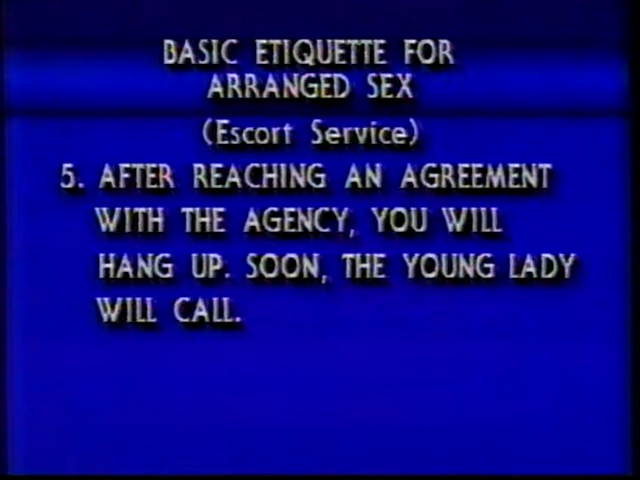 BASIC ETIQUETTE FOR
ARRANGED SEX
(Escort Service)
5. AFTER REACHING AN AGREEMENT
WITH THE AGENCY, YOU WILL
HANG UP. SOON, THE YOUNG LADY
WILL CALL.